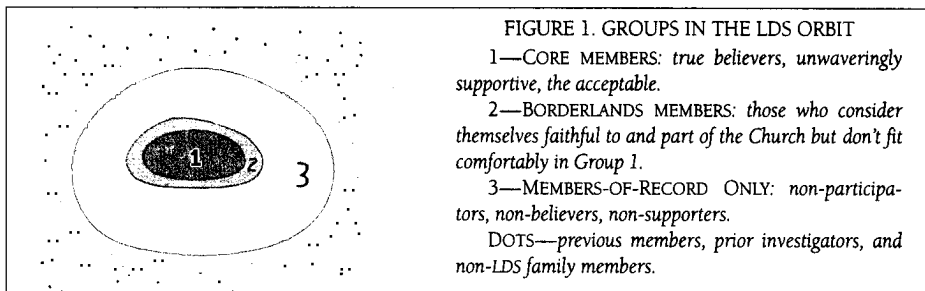 FIGURE 1. GROUPS IN THE LDS ORBIT
1—CORE MEMBERS: true believers, unwaveringly
supportive, the acceptable.
2—BORDERLANDS MEMBERS: those who consider
themselves faithful to and part of the Church but don't fit
comfortably in Group 1.
3—MEMBERS-OF-RECORD ONLY: non-participa-
tors, non-believers, non-supporters.
DOTS—previous members, prior investigators, and
non-LDS family members.
1
2
3